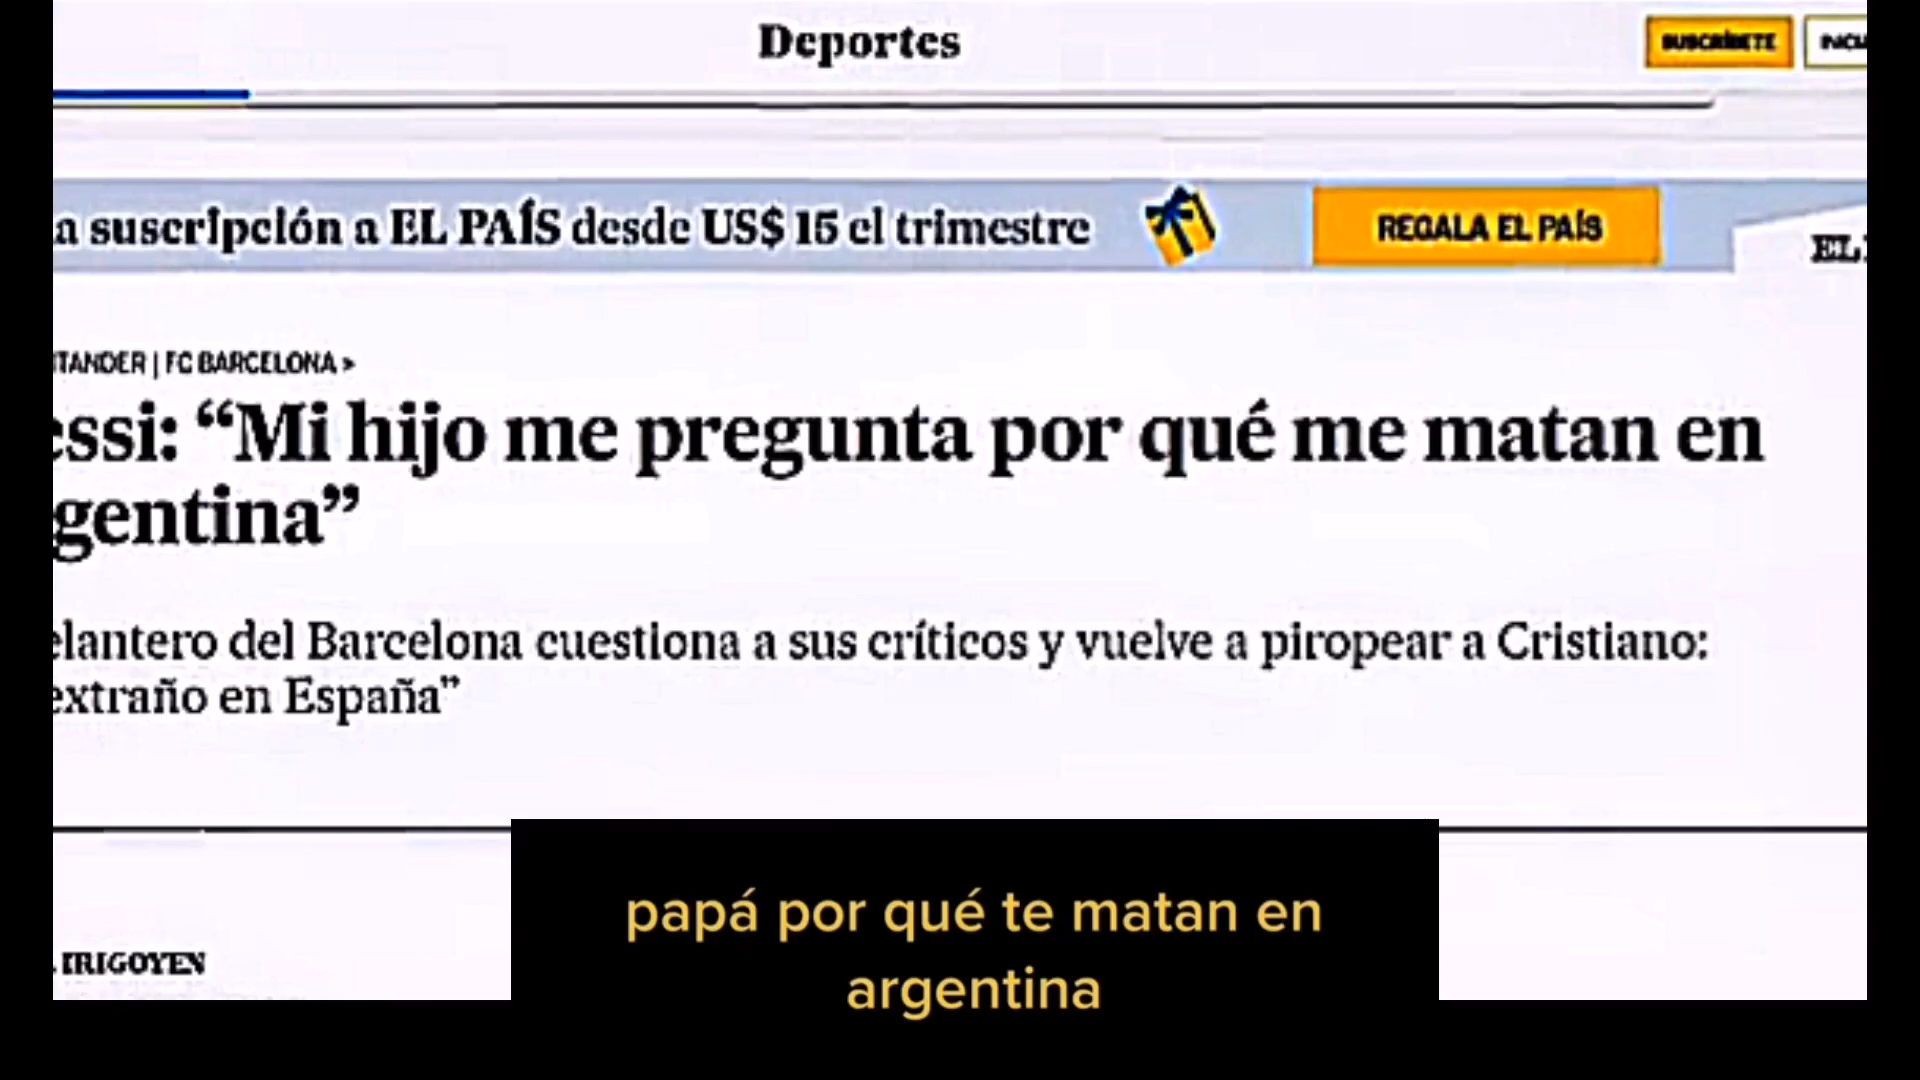 Deportes
SUSCRÍBETE
a suscripción a EL PAÍS desde US$ 15 el trimestre
REGALA EL PAÍS
TANDER | FC BARCELONA >
ssi: “Mi hijo me pregunta por qué me matan en
gentina”
elantero del Barcelona cuestiona a sus críticos y vuelve a piropear a Cristiano:
extraño en España”
IRIGOYEN
papá por qué te matan en
argentina